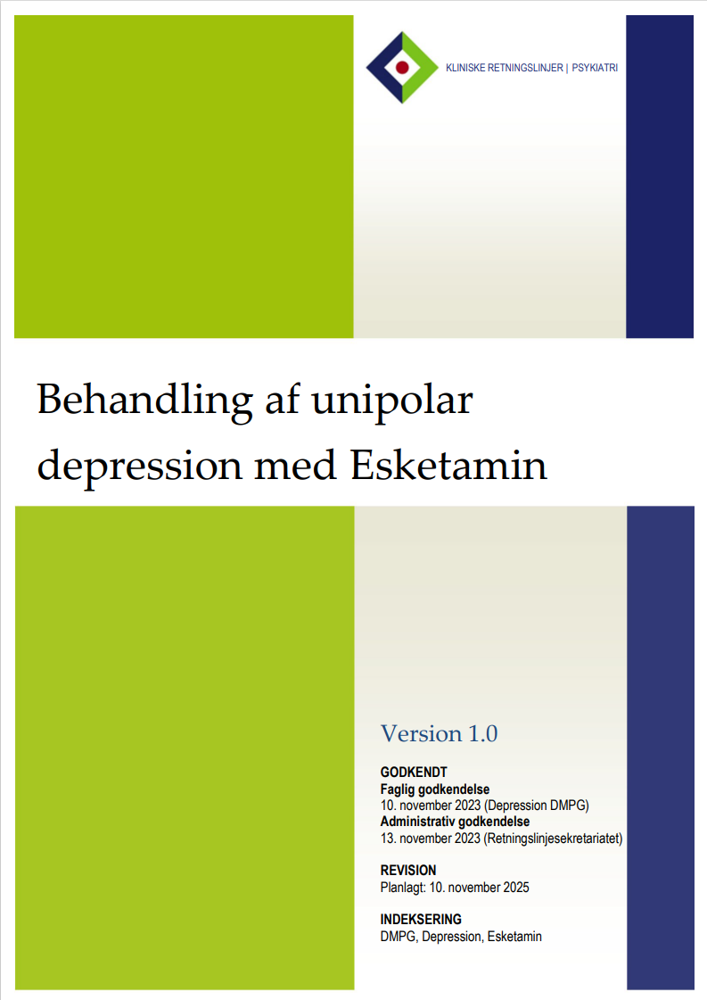 KLINISKE RETNINGSLINJER | PSYKIATRI
Behandling af unipolar
depression med Esketamin
Version 1.0
GODKENDT
Faglig godkendelse
10. november 2023 (Depression DMPG)
Administrativ godkendelse
13. november 2023 (Retningslinjesekretariatet)
REVISION
Planlagt: 10. november 2025
INDEKSERING
DMPG, Depression, Esketamin